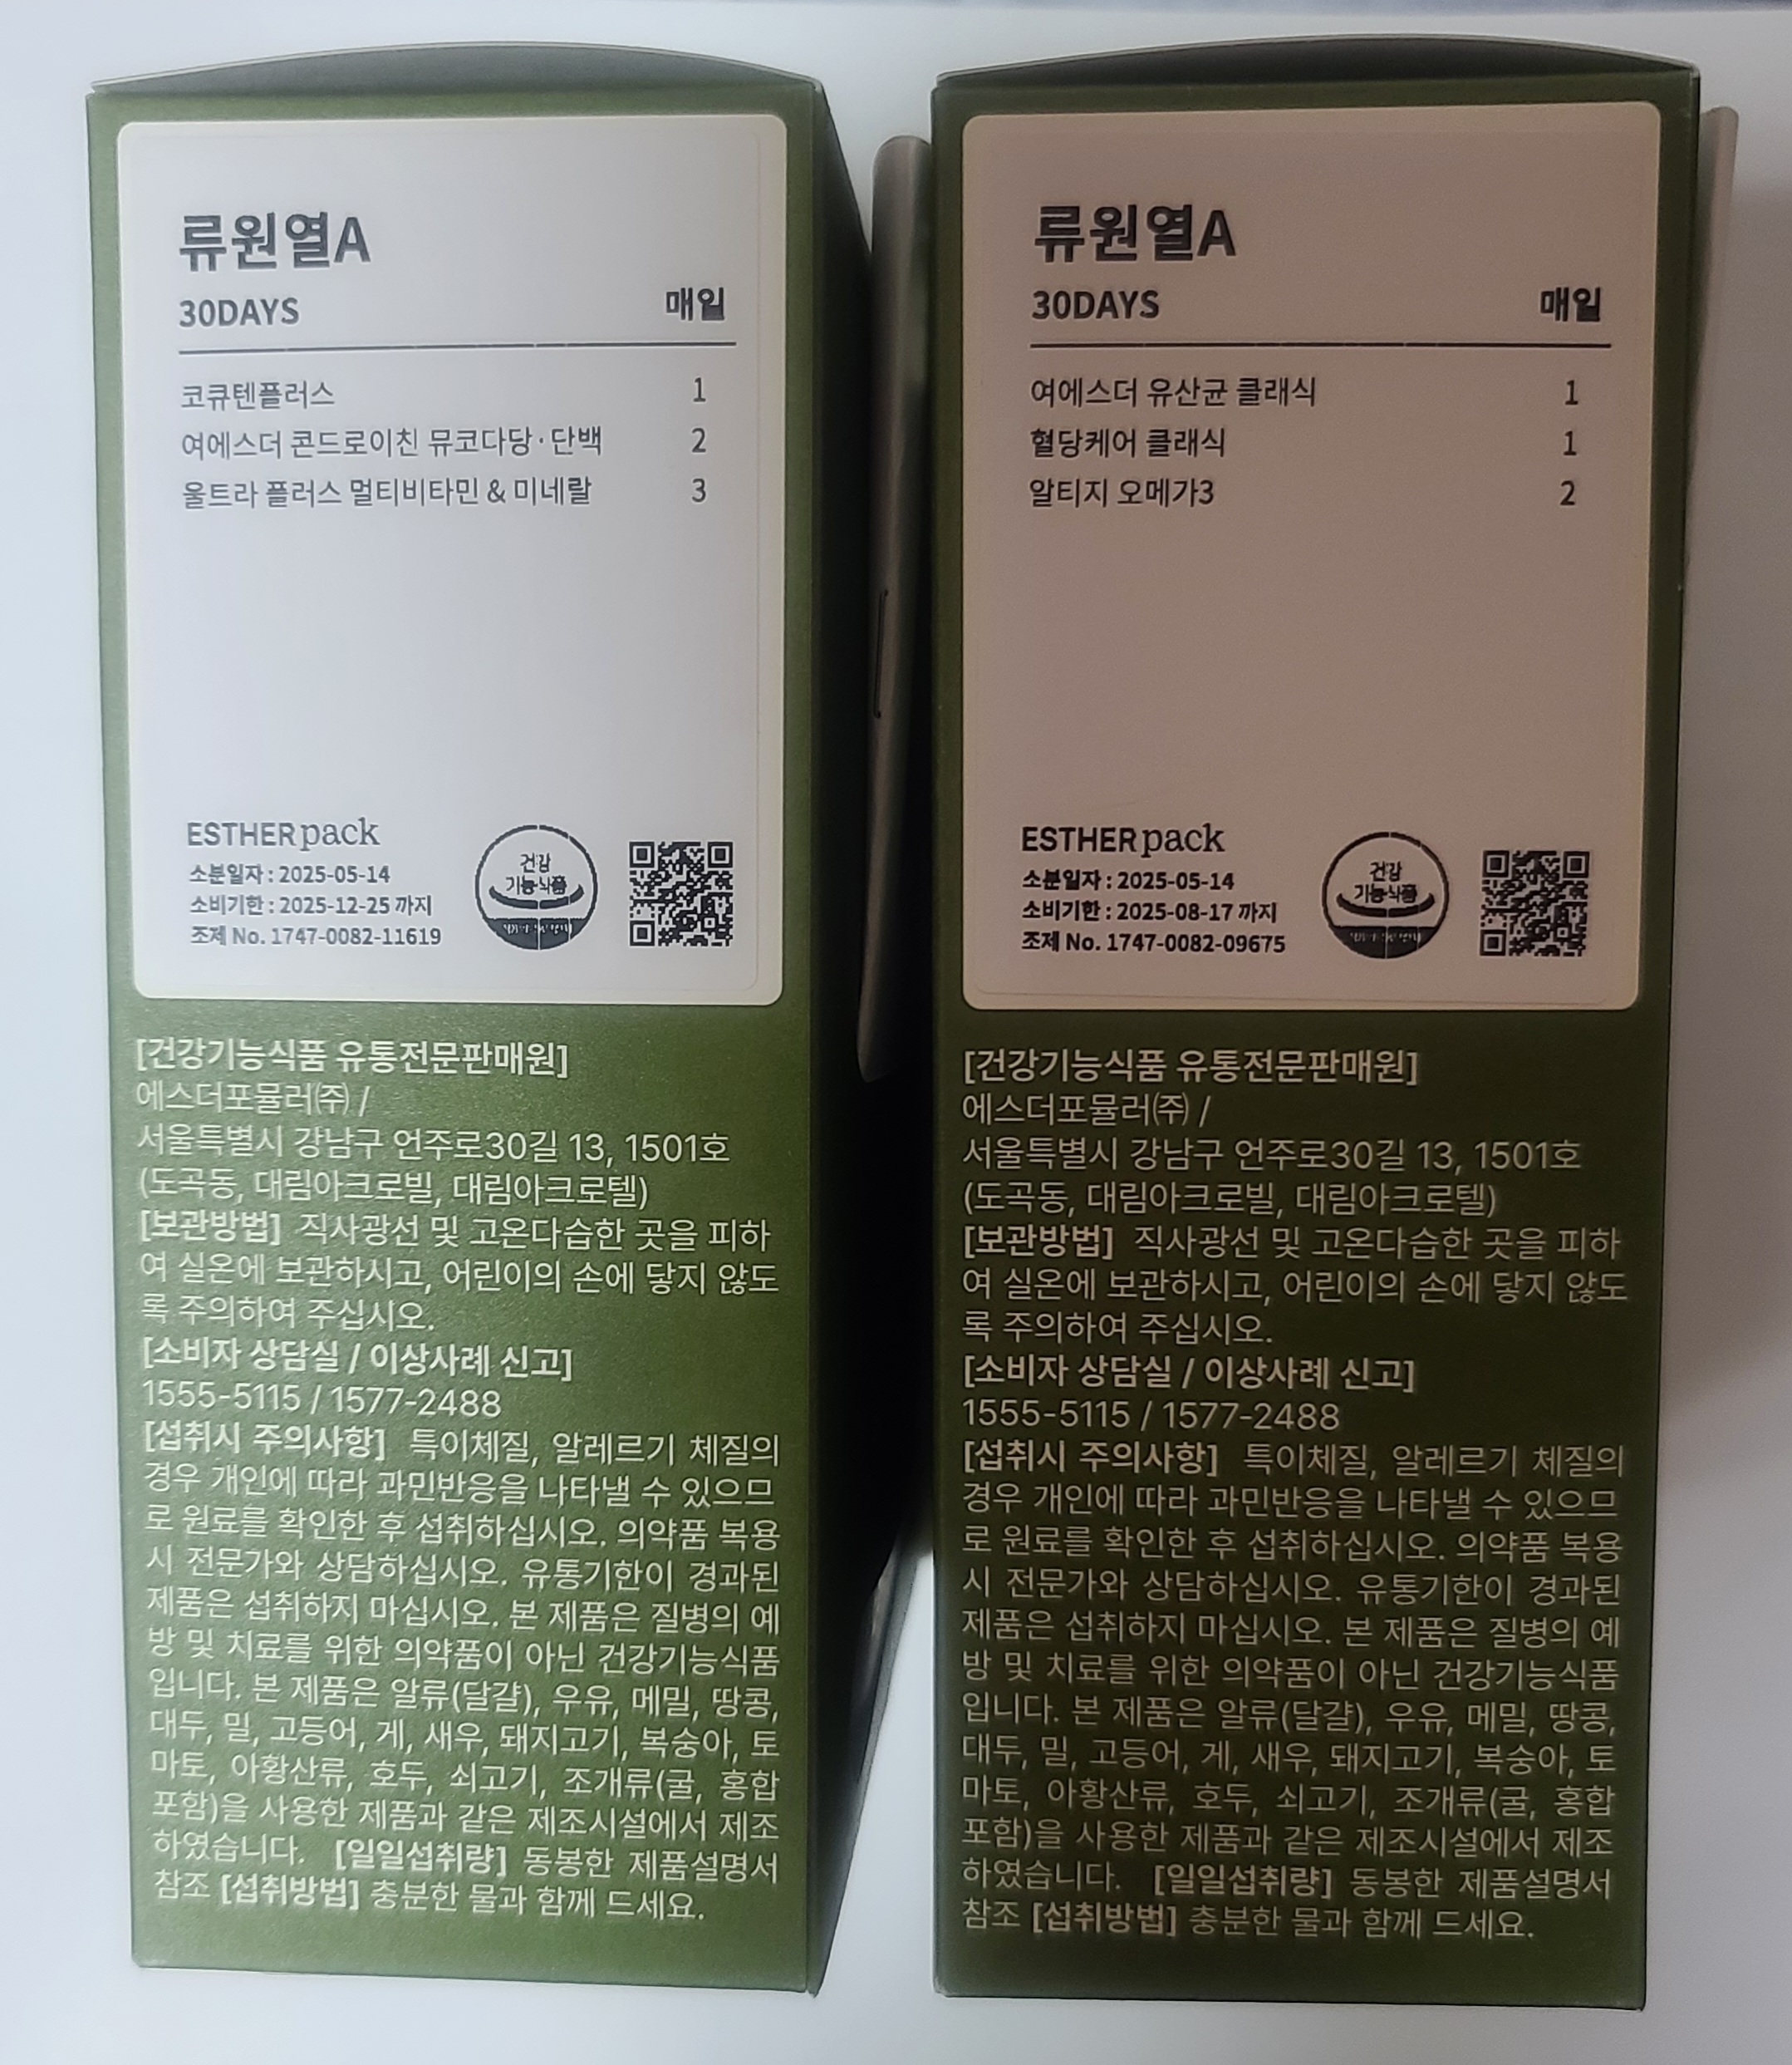 류원열A
30DAYS 매일
코큐텐플러스 1
여에스더 콘드로이친 뮤코다당·단백 2
울트라 플러스 멀티비타민 & 미네랄 3
ESTHER pack
소분일자 : 2025-05-14
소비기한 : 2025-12-25 까지
조제 No. 1747-0082-11619
건강
기능식품
[건강기능식품 유통전문판매원]
에스더포뮬러㈜ /
서울특별시 강남구 언주로30길 13, 1501호
(도곡동, 대림아크로빌, 대림아크로텔)
[보관방법] 직사광선 및 고온다습한 곳을 피하
여 실온에 보관하시고, 어린이의 손에 닿지 않도
록 주의하여 주십시오.
[소비자 상담실 / 이상사례 신고]
1555-5115 / 1577-2488
[섭취시 주의사항] 특이체질, 알레르기 체질의
경우 개인에 따라 과민반응을 나타낼 수 있으므
로 원료를 확인한 후 섭취하십시오. 의약품 복용
시 전문가와 상담하십시오. 유통기한이 경과된
제품은 섭취하지 마십시오. 본 제품은 질병의 예
방 및 치료를 위한 의약품이 아닌 건강기능식품
입니다. 본 제품은 알류(달걀), 우유, 메밀, 땅콩,
대두, 밀, 고등어, 게, 새우, 돼지고기, 복숭아, 토
마토, 아황산류, 호두, 쇠고기, 조개류(굴, 홍합
포함)을 사용한 제품과 같은 제조시설에서 제조
하였습니다. [일일섭취량] 동봉한 제품설명서
참조 [섭취방법] 충분한 물과 함께 드세요.
류원열A
30DAYS 매일
여에스더 유산균 클래식 1
혈당케어 클래식 1
알티지 오메가3 2
ESTHER pack
소분일자 : 2025-05-14
소비기한 : 2025-08-17 까지
조제 No. 1747-0082-09675
건강
기능식품
[건강기능식품 유통전문판매원]
에스더포뮬러㈜ /
서울특별시 강남구 언주로30길 13, 1501호
(도곡동, 대림아크로빌, 대림아크로텔)
[보관방법] 직사광선 및 고온다습한 곳을 피하
여 실온에 보관하시고, 어린이의 손에 닿지 않도
록 주의하여 주십시오.
[소비자 상담실 / 이상사례 신고]
1555-5115 / 1577-2488
[섭취시 주의사항] 특이체질, 알레르기 체질의
경우 개인에 따라 과민반응을 나타낼 수 있으므
로 원료를 확인한 후 섭취하십시오. 의약품 복용
시 전문가와 상담하십시오. 유통기한이 경과된
제품은 섭취하지 마십시오. 본 제품은 질병의 예
방 및 치료를 위한 의약품이 아닌 건강기능식품
입니다. 본 제품은 알류(달걀), 우유, 메밀, 땅콩,
대두, 밀, 고등어, 게, 새우, 돼지고기, 복숭아, 토
마토, 아황산류, 호두, 쇠고기, 조개류(굴, 홍합
포함)을 사용한 제품과 같은 제조시설에서 제조
하였습니다. [일일섭취량] 동봉한 제품설명서
참조 [섭취방법] 충분한 물과 함께 드세요.